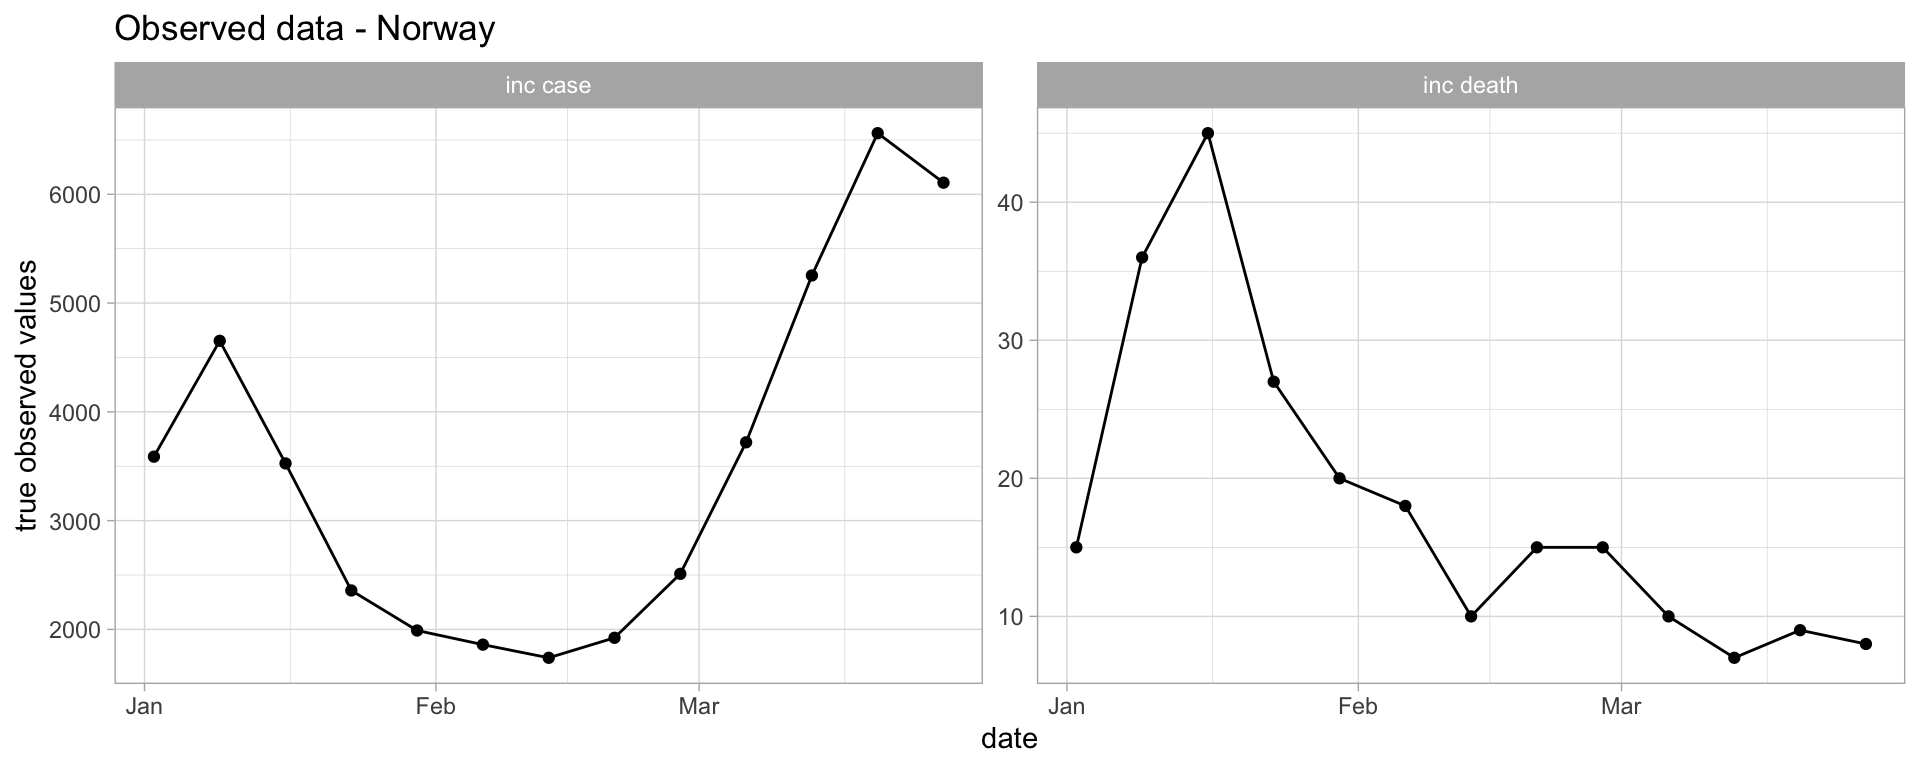 Observed data - Norway
inc case
inc death
true observed values
6000
5000
4000
3000
2000
40
30
20
10
Jan Feb Mar
Jan Feb Mar
date